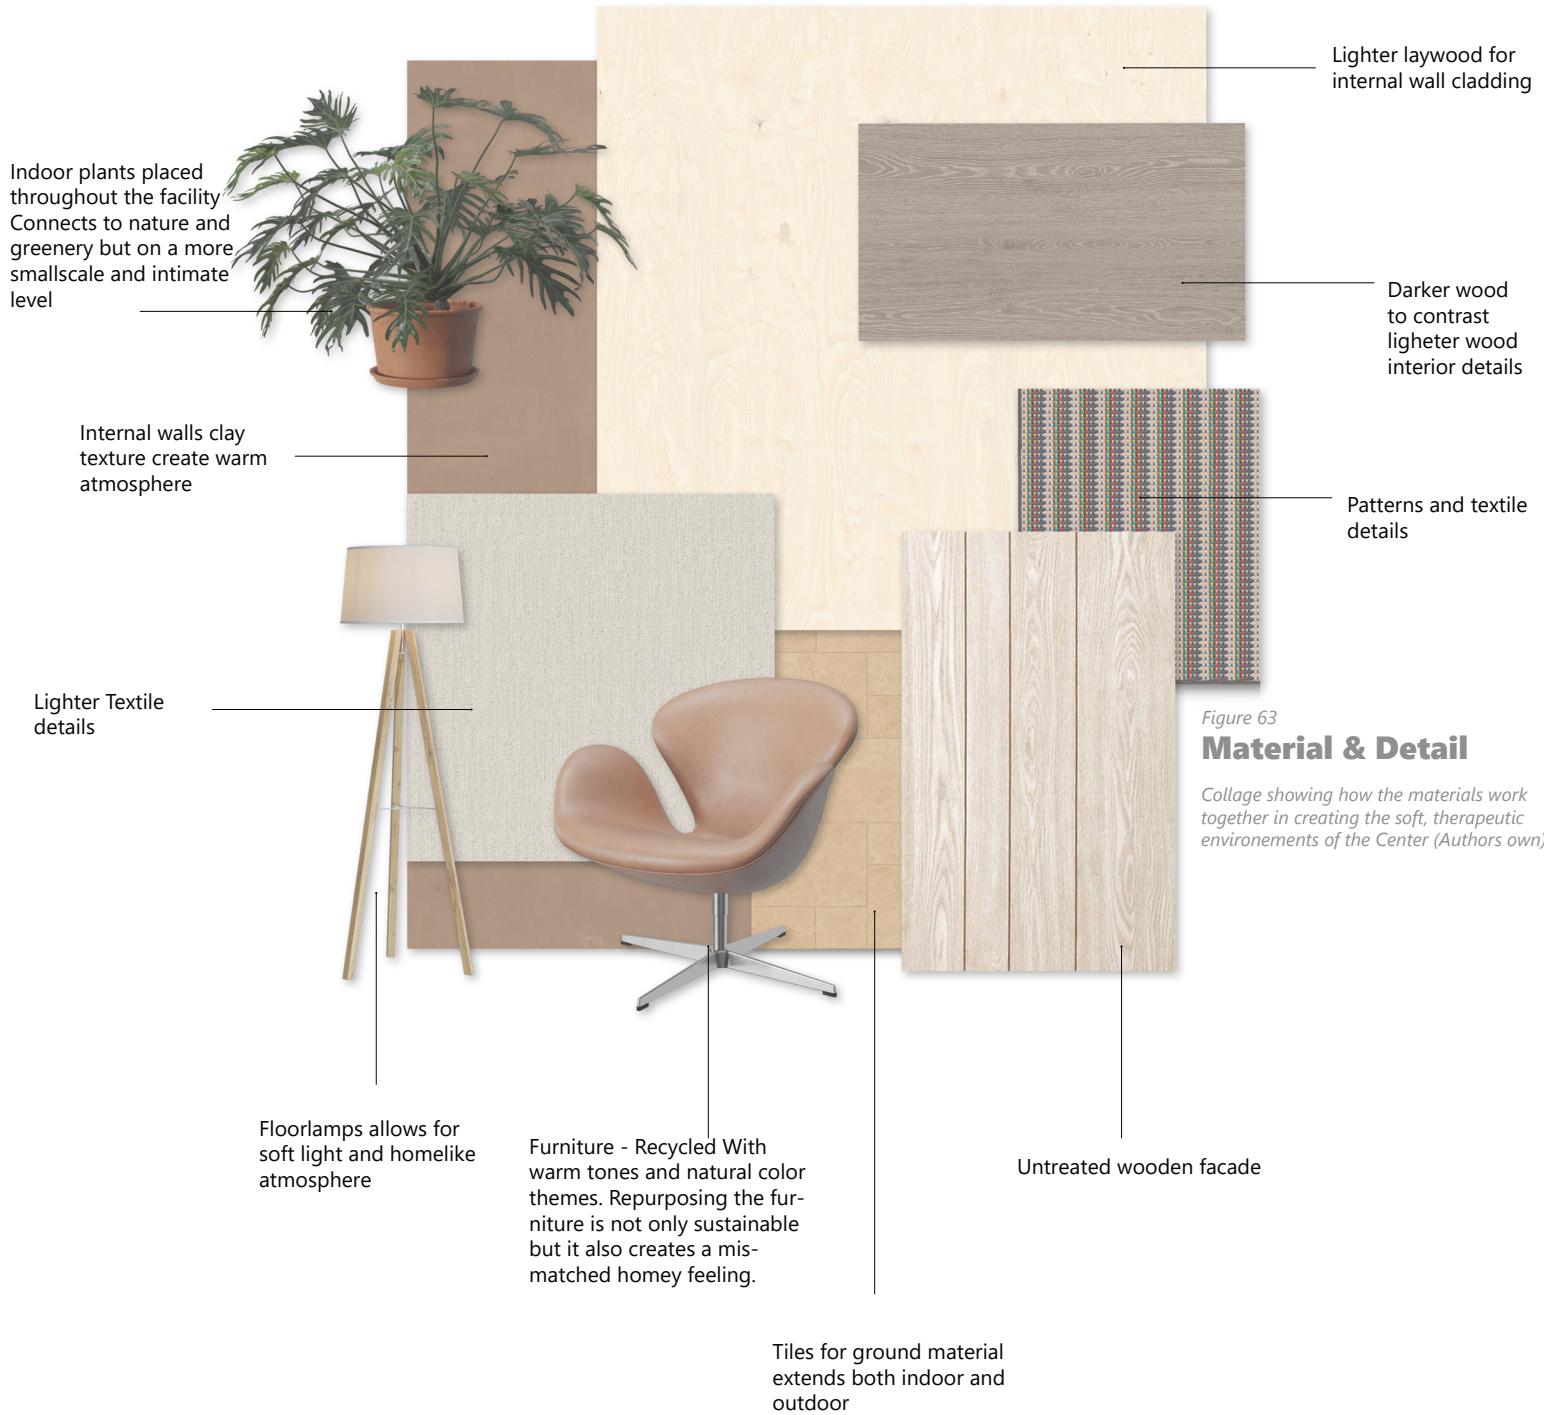 Lighter laywood for
internal wall cladding
Indoor plants placed
throughout the facility
Connects to nature and
greenery but on a more
smallscale and intimate
level
Darker wood
to contrast
ligheter wood
interior details
Internal walls clay
texture create warm
atmosphere
Patterns and textile
details
Lighter Textile
details
Figure 63
Material & Detail
Collage showing how the materials work
together in creating the soft, therapeutic
environements of the Center (Authors own)
Floorlamps allows for
soft light and homelike
atmosphere
Furniture - Recycled With
warm tones and natural color
themes. Repurposing the fur-
niture is not only sustainable
but it also creates a mis-
matched homey feeling.
Untreated wooden facade
Tiles for ground material
extends both indoor and
outdoor